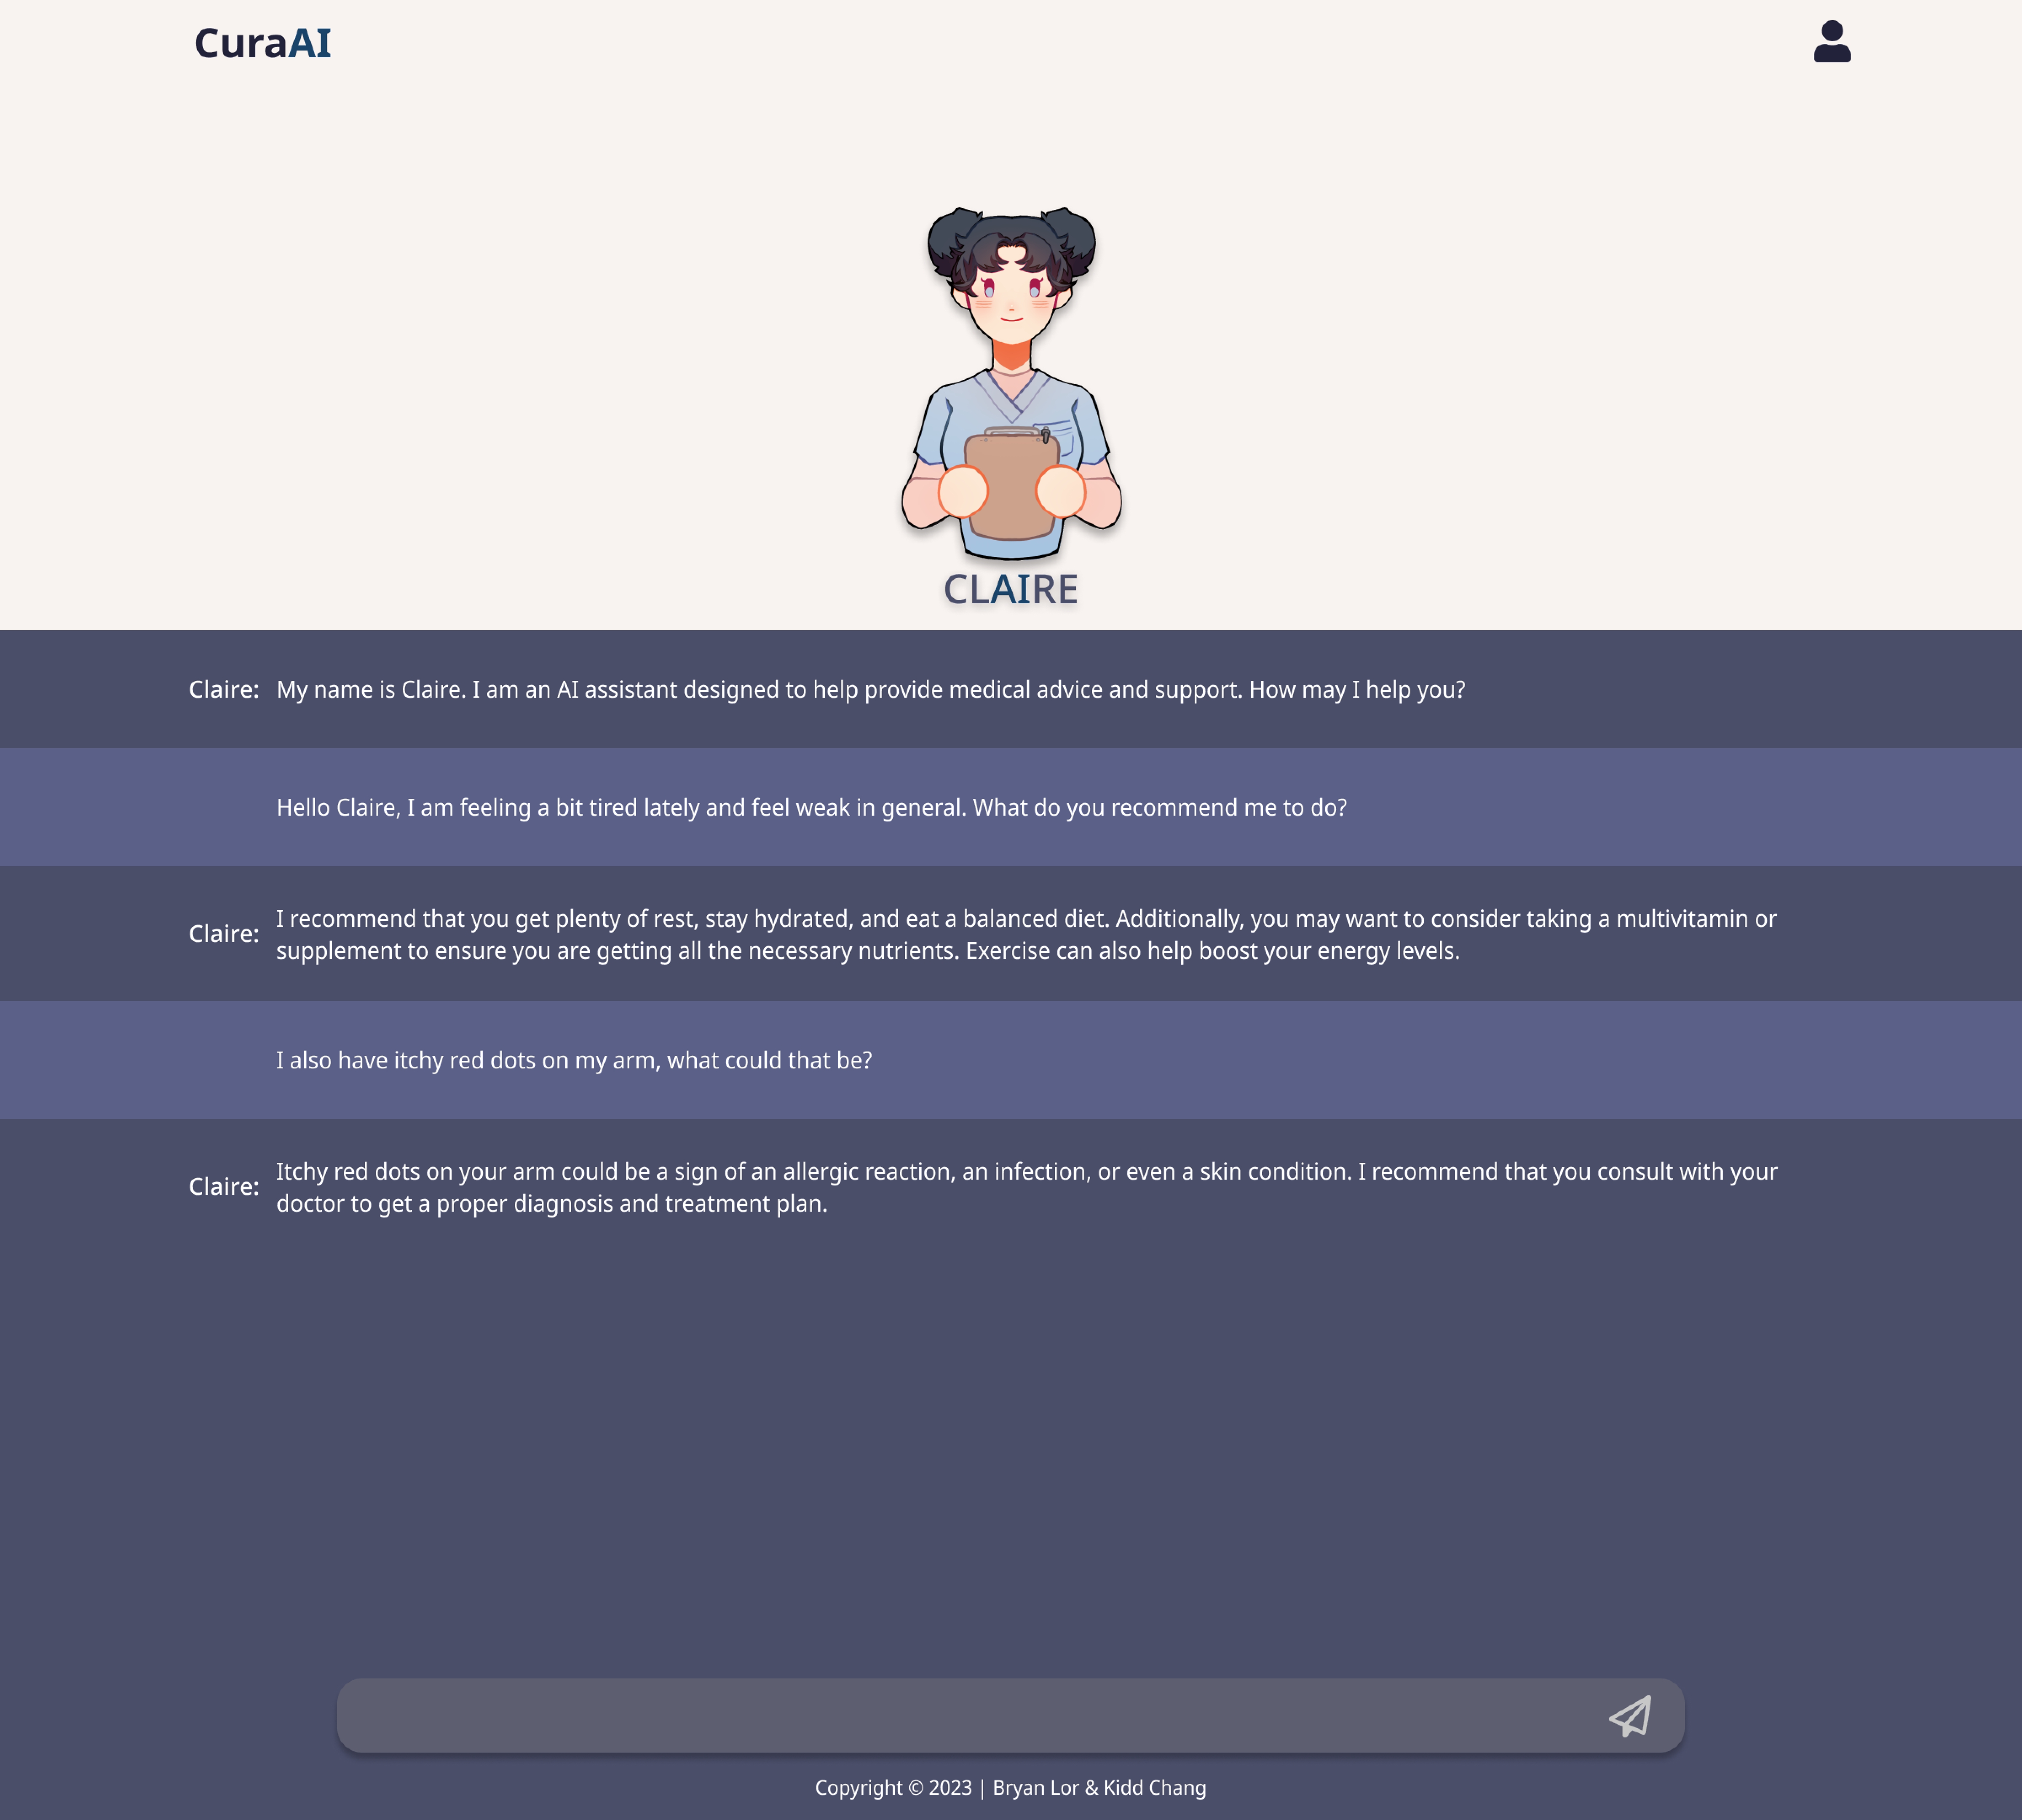 CuraAI
CLAIRE
Claire: My name is Claire. I am an AI assistant designed to help provide medical advice and support. How may I help you?
Hello Claire, I am feeling a bit tired lately and feel weak in general. What do you recommend me to do?
Claire: I recommend that you get plenty of rest, stay hydrated, and eat a balanced diet. Additionally, you may want to consider taking a multivitamin or
supplement to ensure you are getting all the necessary nutrients. Exercise can also help boost your energy levels.
I also have itchy red dots on my arm, what could that be?
Claire: Itchy red dots on your arm could be a sign of an allergic reaction, an infection, or even a skin condition. I recommend that you consult with your
doctor to get a proper diagnosis and treatment plan.
Copyright © 2023 | Bryan Lor & Kidd Chang